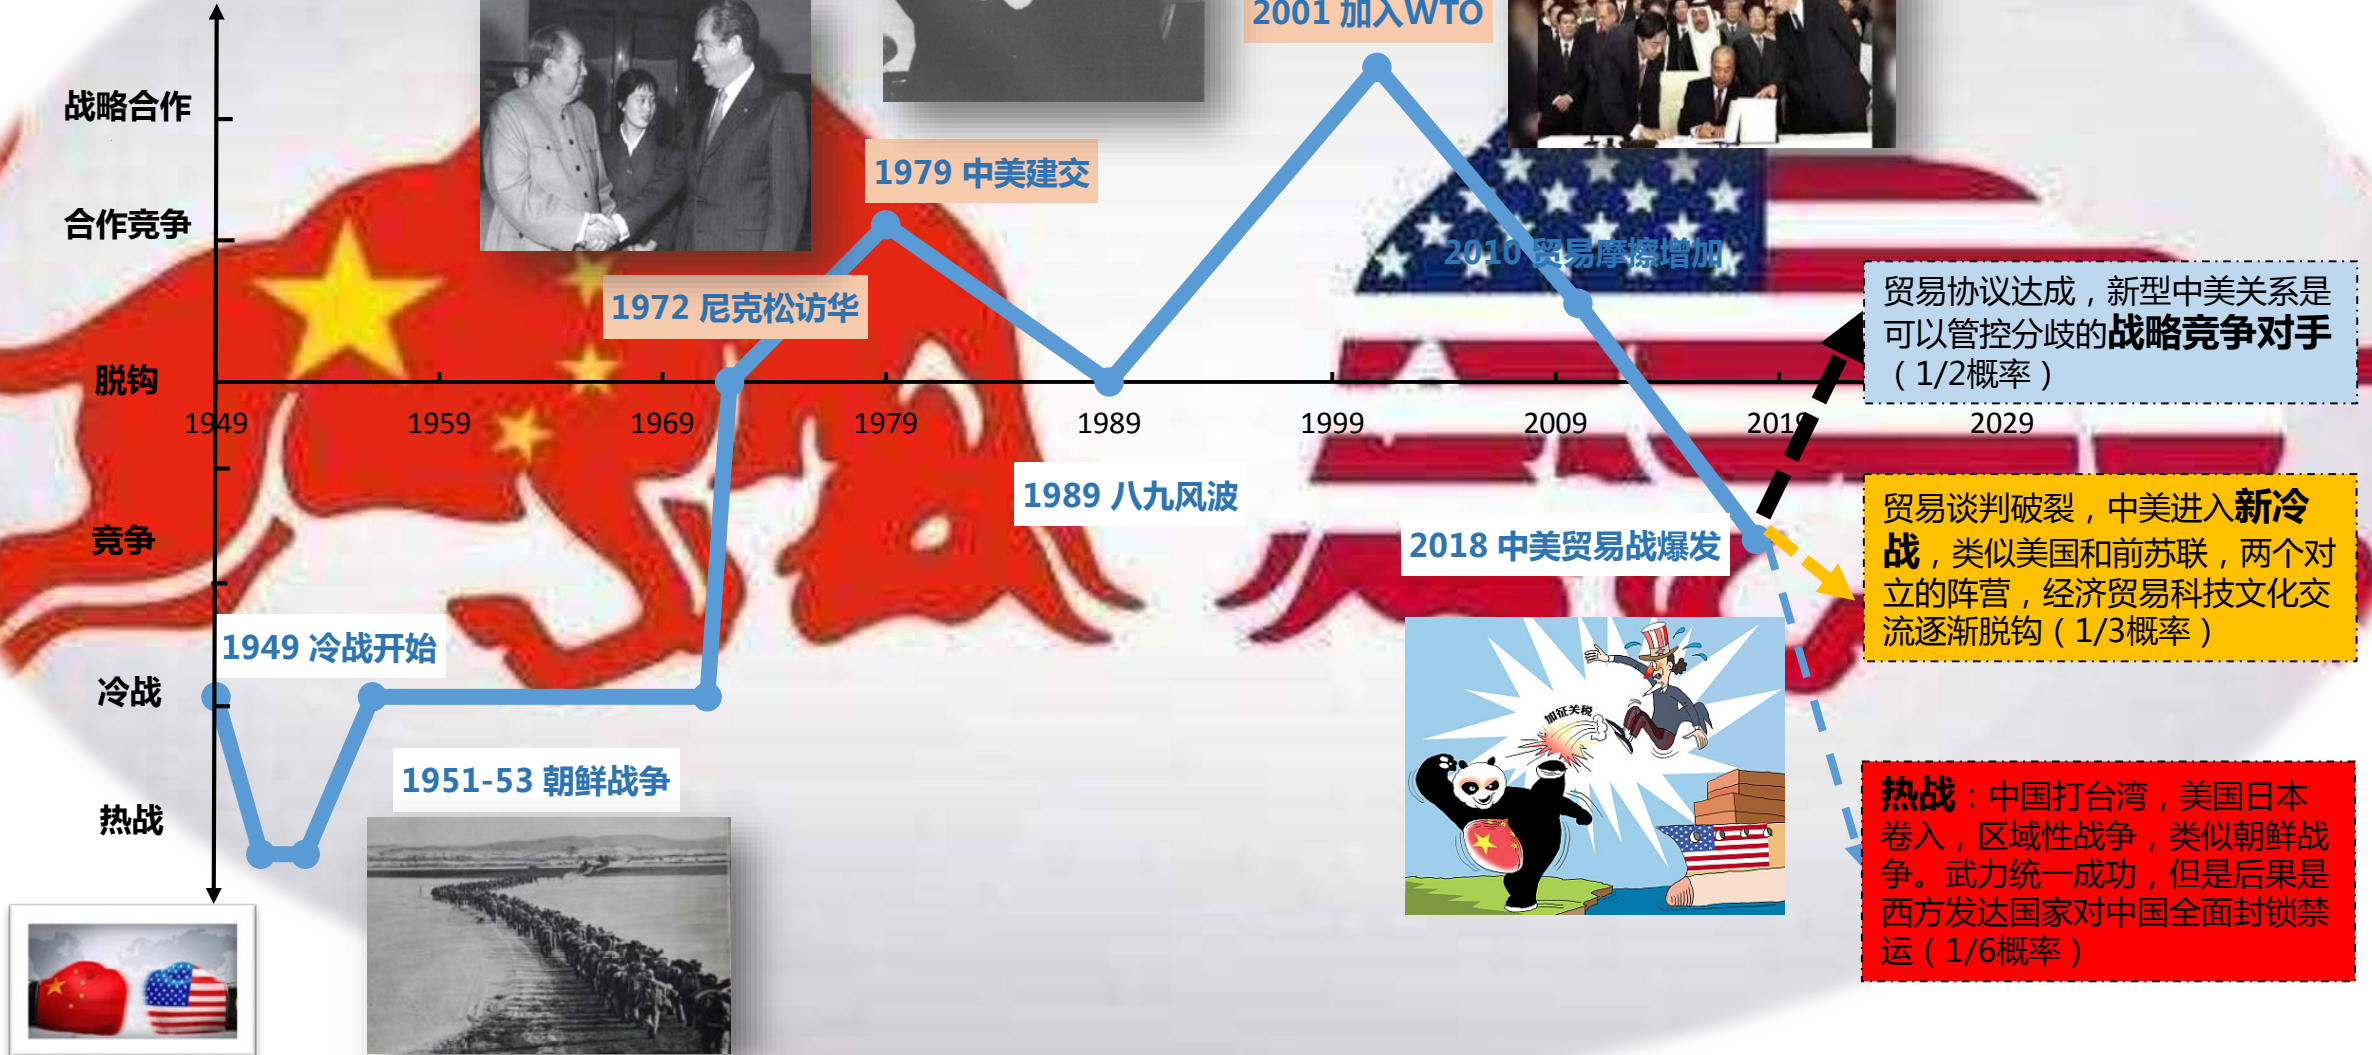 2001 加入WTO
战略合作
1979 中美建交
合作竞争
2010 贸易摩擦增加
1972 尼克松访华
贸易协议达成，新型中美关系是
可以管控分歧的战略竞争对手
（1/2概率）
脱钩
1949
1959
1969
1979
1989
1999
2009
2019
2029
1989 八九风波
贸易谈判破裂，中美进入新冷
战，类似美国和前苏联，两个对
立的阵营，经济贸易科技文化交
流逐渐脱钩（1/3概率）
竞争
2018 中美贸易战爆发
1949 冷战开始
冷战
加征关税
1951-53 朝鲜战争
热战
热战：中国打台湾，美国日本
卷入，区域性战争，类似朝鲜战
争。武力统一成功，但是后果是
西方发达国家对中国全面封锁禁
运（1/6概率）